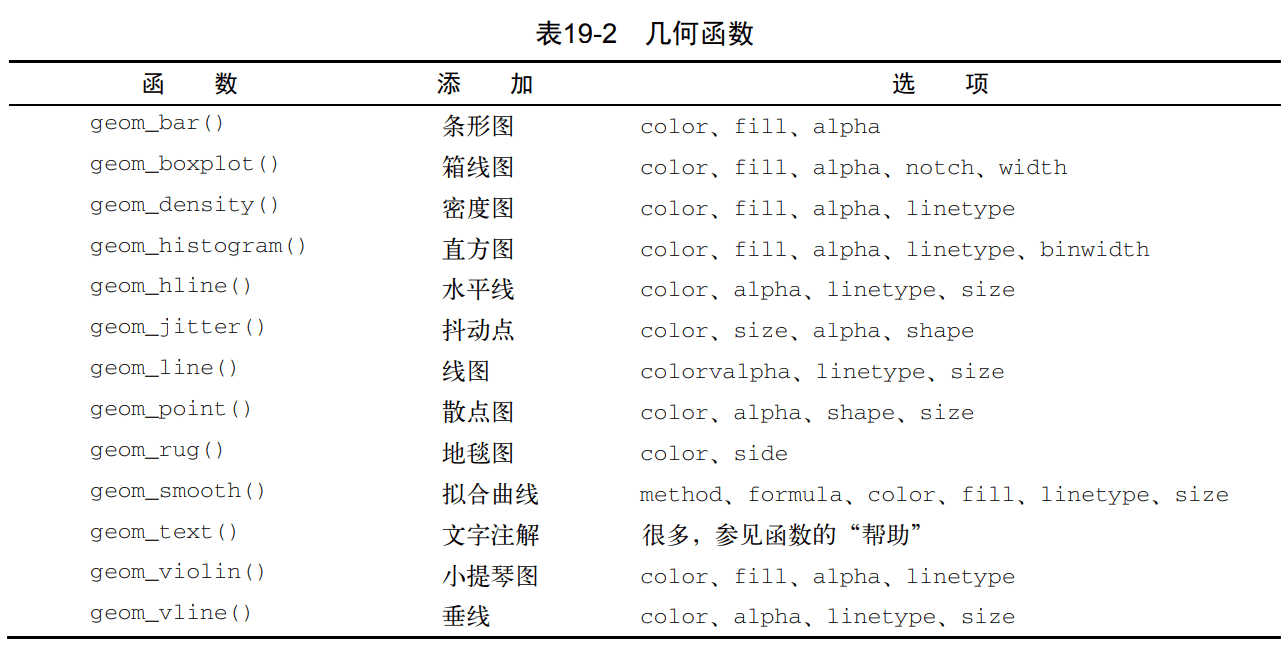 表19-2 几何函数
函 数 添 加 选 项
geom_bar() 条形图 color、fill、alpha
geom_boxplot() 箱线图 color、fill、alpha、notch、width
geom_density() 密度图 color、fill、alpha、linetype
geom_histogram() 直方图 color、fill、alpha、linetype、binwidth
geom_hline() 水平线 color、alpha、linetype、size
geom_jitter() 抖动点 color、size、alpha、shape
geom_line() 线图 colorvalpha、linetype、size
geom_point() 散点图 color、alpha、shape、size
geom_rug() 地毯图 color、side
geom_smooth() 拟合曲线 method、formula、color、fill、linetype、size
geom_text() 文字注解 很多，参见函数的“帮助”
geom_violin() 小提琴图 color、fill、alpha、linetype
geom_vline() 垂线 color、alpha、linetype、size